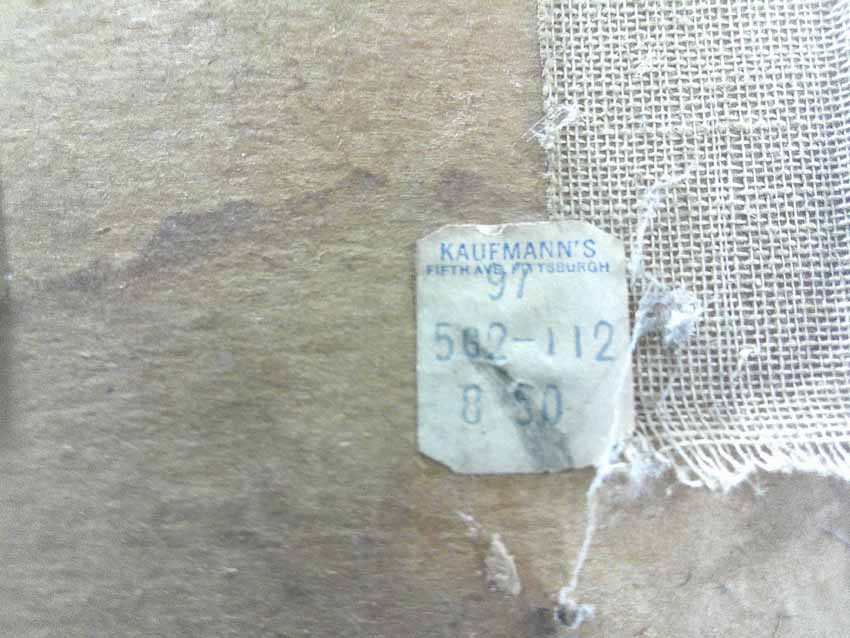 KAUFMANN'S
FIFTH AVE. PITTSBURGH
97
562-112
8 50